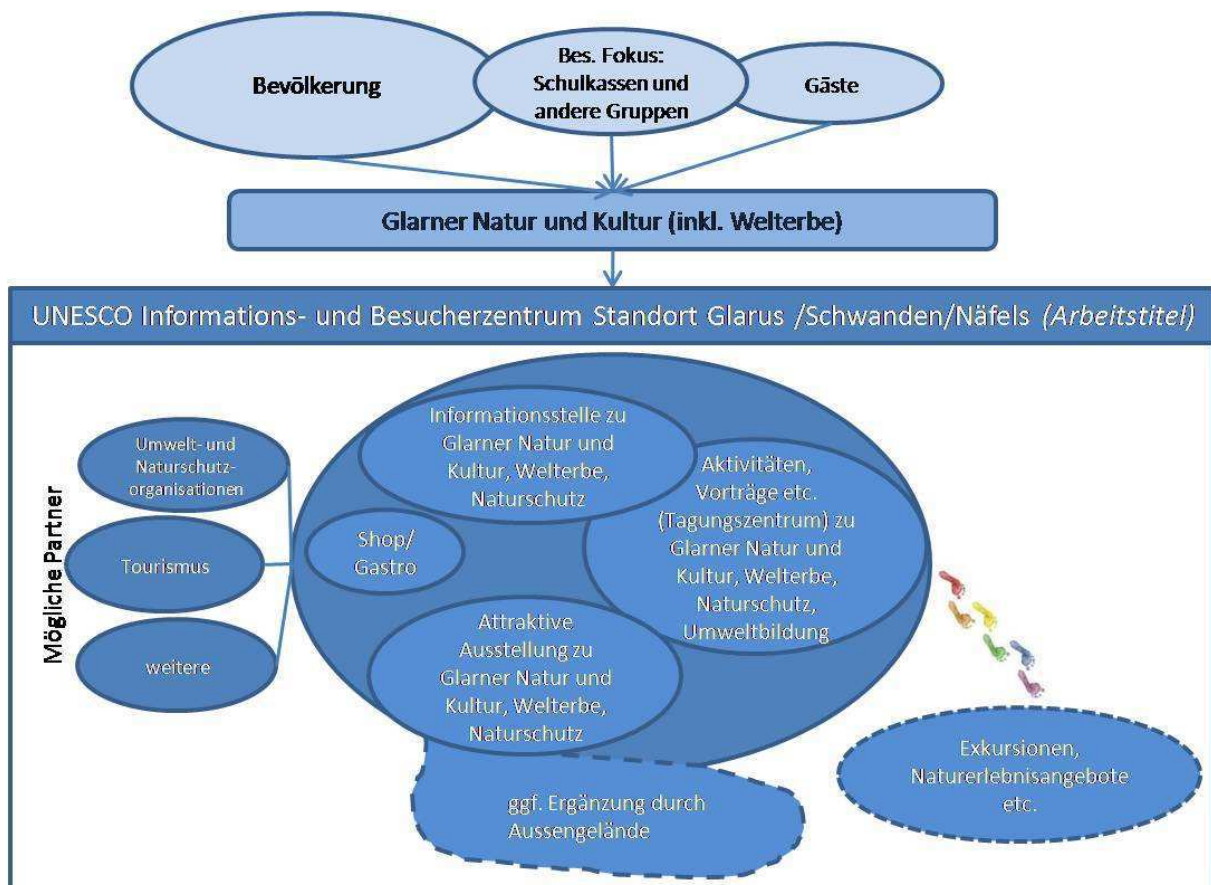 Bevölkerung
Bes. Fokus:
Schulkassen und
andere Gruppen
Gäste
Glarner Natur und Kultur (inkl. Welterbe)
UNESCO Informations- und Besucherzentrum Standort Glarus /Schwanden/Näfels (Arbeitstitel)
Mögliche Partner
Umwelt- und
Naturschutz-
organisationen
Tourismus
weitere
Informationsstelle zu
Glarner Natur und
Kultur, Welterbe,
Naturschutz
Shop/
Gastro
Aktivitäten,
Vorträge etc.
(Tagungszentrum) zu
Glarner Natur und
Kultur, Welterbe,
Naturschutz,
Umweltbildung
Attraktive
Ausstellung zu
Glarner Natur und
Kultur, Welterbe,
Naturschutz
ggf. Ergänzung durch
Aussengelände
Exkursionen,
Naturerlebnisangebote
etc.